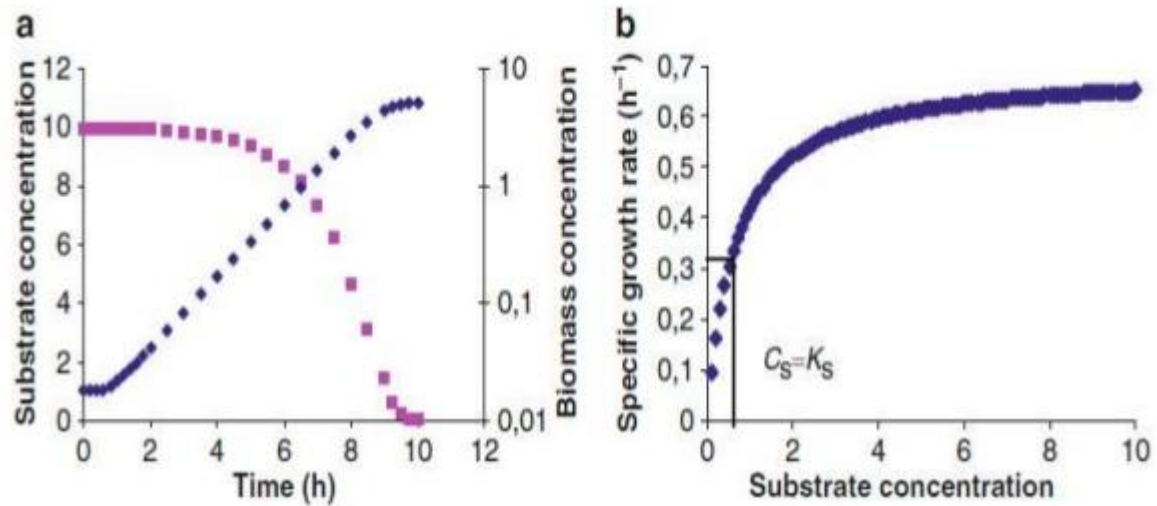 a
Substrate concentration
12
10
8
6
4
2
0
10
1
0,1
0,01
Biomass concentration
0 2 4 6 8 10 12
Time (h)
b
Specific growth rate (h⁻¹)
0,7
0,6
0,5
0,4
0,3
0,2
0,1
0
C_S=K_S
0 2 4 6 8 10
Substrate concentration